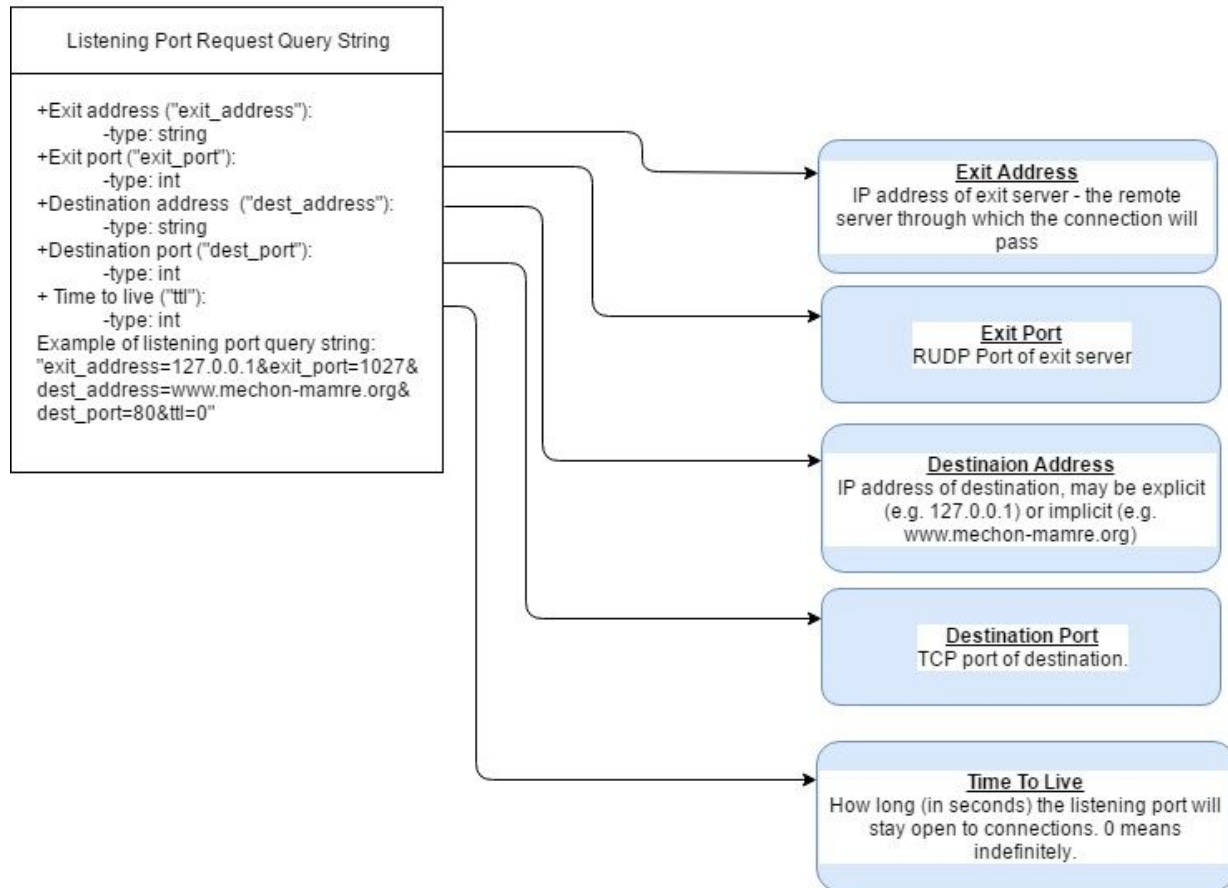 Listening Port Request Query String
+Exit address ("exit_address"):
-type: string
+Exit port ("exit_port"):
-type: int
+Destination address ("dest_address"):
-type: string
+Destination port ("dest_port"):
-type: int
+ Time to live ("ttl"):
-type: int
Example of listening port query string:
"exit_address=127.0.0.1&exit_port=1027&
dest_address=www.mechon-mamre.org&
dest_port=80&ttl=0"
Exit Address
IP address of exit server - the remote
server through which the connection will
pass
Exit Port
RUDP Port of exit server
Destinaion Address
IP address of destination, may be explicit
(e.g. 127.0.0.1) or implicit (e.g.
www.mechon-mamre.org)
Destination Port
TCP port of destination.
Time To Live
How long (in seconds) the listening port will
stay open to connections. 0 means
indefinitely.